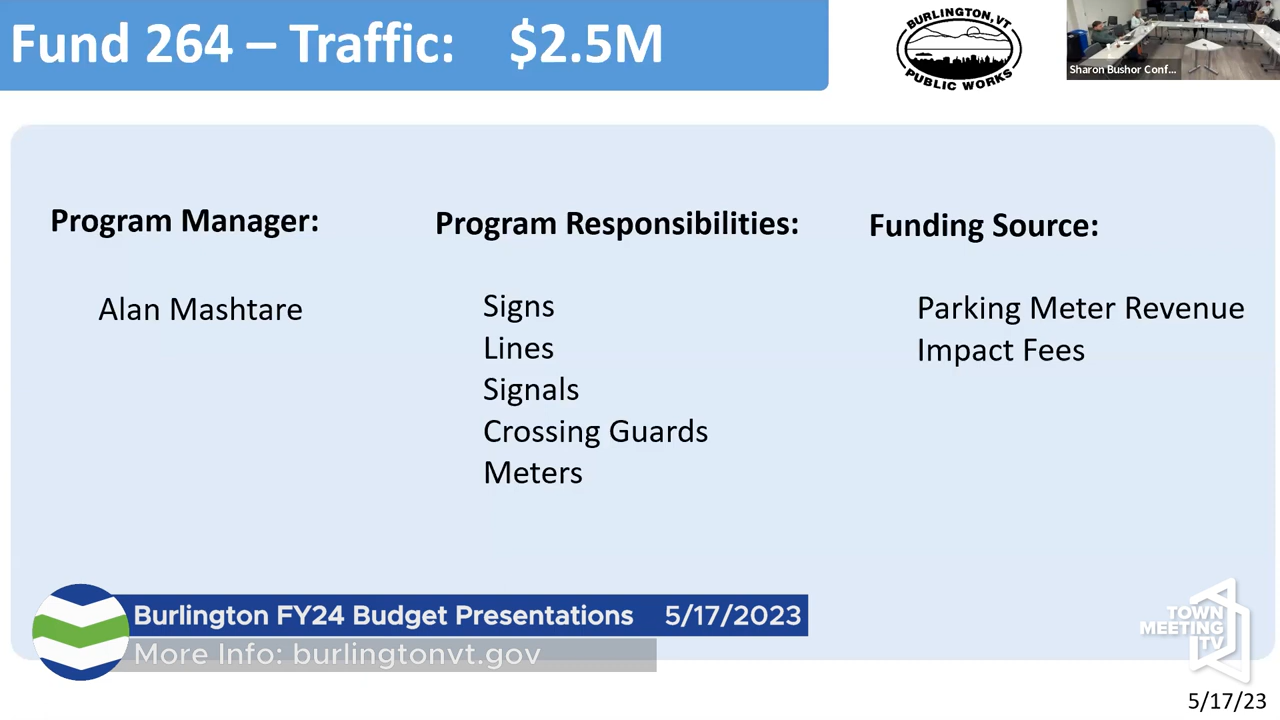 Fund 264 – Traffic: $2.5M
BURLINGTON, VT
PUBLIC WORKS
Sharon Bushor Conf...
Program Manager:
Alan Mashtare
Program Responsibilities:
Signs
Lines
Signals
Crossing Guards
Meters
Funding Source:
Parking Meter Revenue
Impact Fees
Burlington FY24 Budget Presentations 5/17/2023
More Info: burlingtonvt.gov
TOWN
MEETING
TV
5/17/23